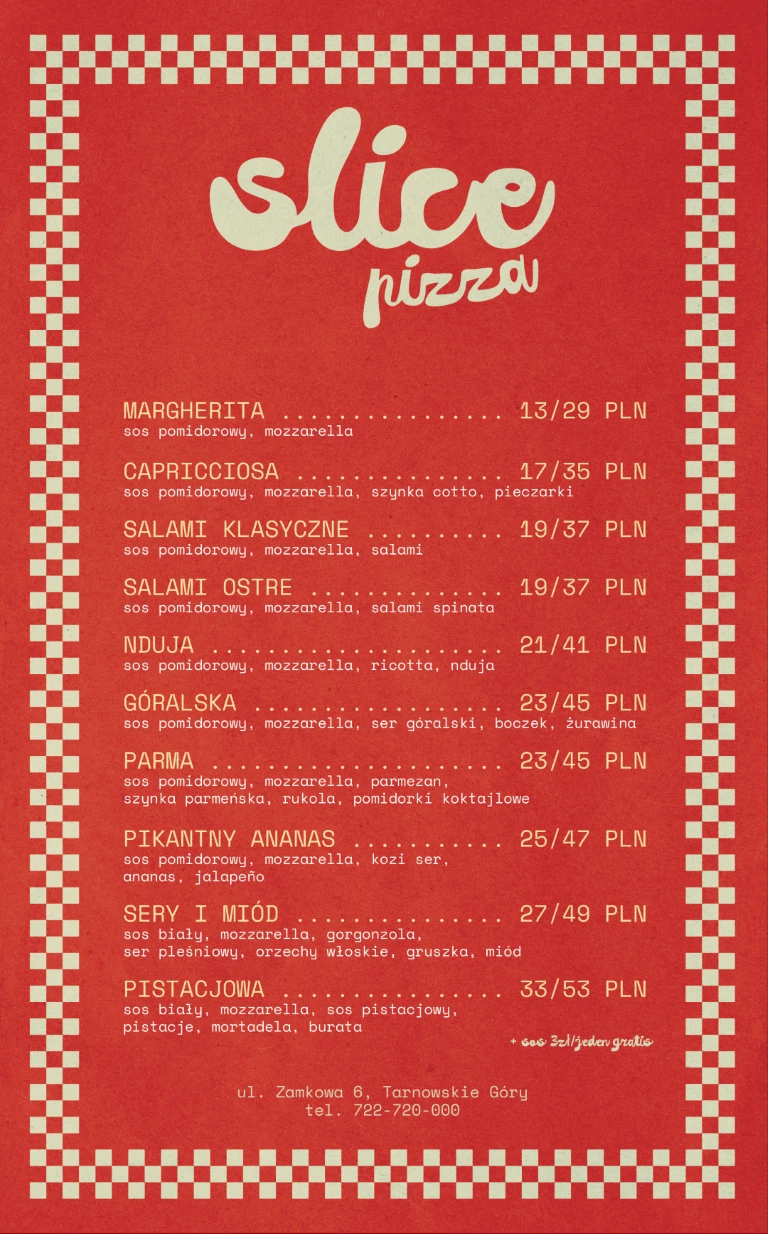 slice
pizza
MARGHERITA ................ 13/29 PLN
sos pomidorowy, mozzarella
CAPRICCIOSA ............... 17/35 PLN
sos pomidorowy, mozzarella, szynka cotto, pieczarki
SALAMI KLASYCZNE .......... 19/37 PLN
sos pomidorowy, mozzarella, salami
SALAMI OSTRE .............. 19/37 PLN
sos pomidorowy, mozzarella, salami spinata
NDUJA ..................... 21/41 PLN
sos pomidorowy, mozzarella, ricotta, nduja
GÓRALSKA .................. 23/45 PLN
sos pomidorowy, mozzarella, ser góralski, boczek, żurawina
PARMA ..................... 23/45 PLN
sos pomidorowy, mozzarella, parmezan,
szynka parmeńska, rukola, pomidorki koktajlowe
PIKANTNY ANANAS ........... 25/47 PLN
sos pomidorowy, mozzarella, kozi ser,
ananas, jalapeño
SERY I MIÓD ............... 27/49 PLN
sos biały, mozzarella, gorgonzola,
ser pleśniowy, orzechy włoskie, gruszka, miód
PISTACJOWA ................ 33/53 PLN
sos biały, mozzarella, sos pistacjowy,
pistacje, mortadela, burata
+ sos 3zł/jeden gratis
ul. Zamkowa 6, Tarnowskie Góry
tel. 722-720-000